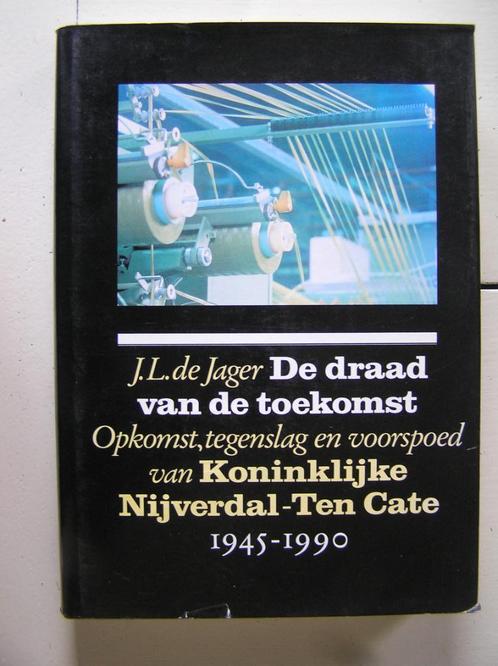 J.L. de Jager De draad
van de toekomst
Opkomst, tegenslag en voorspoed
van Koninklijke
Nijverdal-Ten Cate
1945-1990